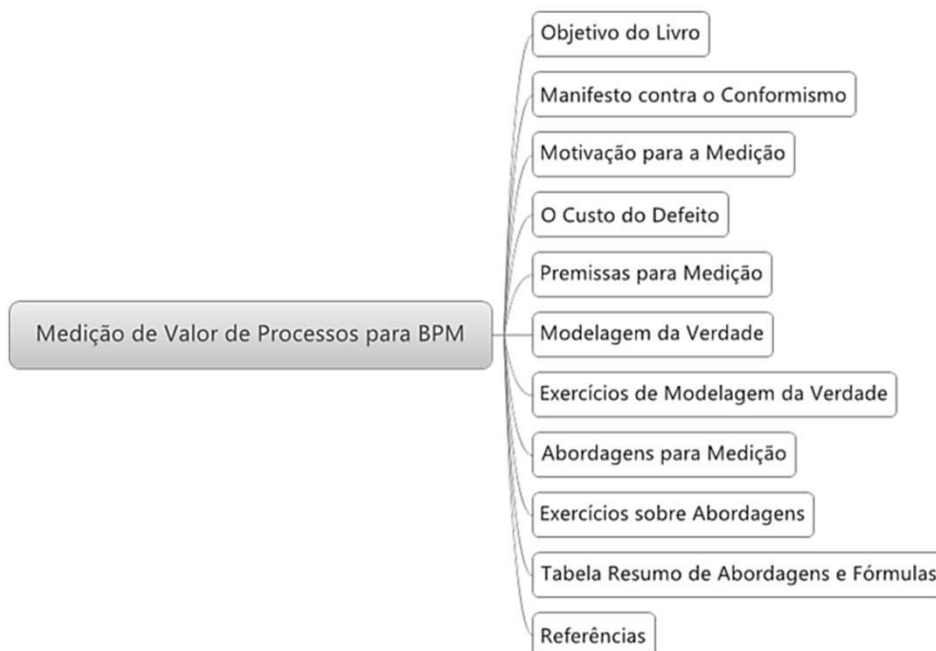 Objetivo do Livro
Manifesto contra o Conformismo
Motivação para a Medição
O Custo do Defeito
Premissas para Medição
Medição de Valor de Processos para BPM
Modelagem da Verdade
Exercícios de Modelagem da Verdade
Abordagens para Medição
Exercícios sobre Abordagens
Tabela Resumo de Abordagens e Fórmulas
Referências